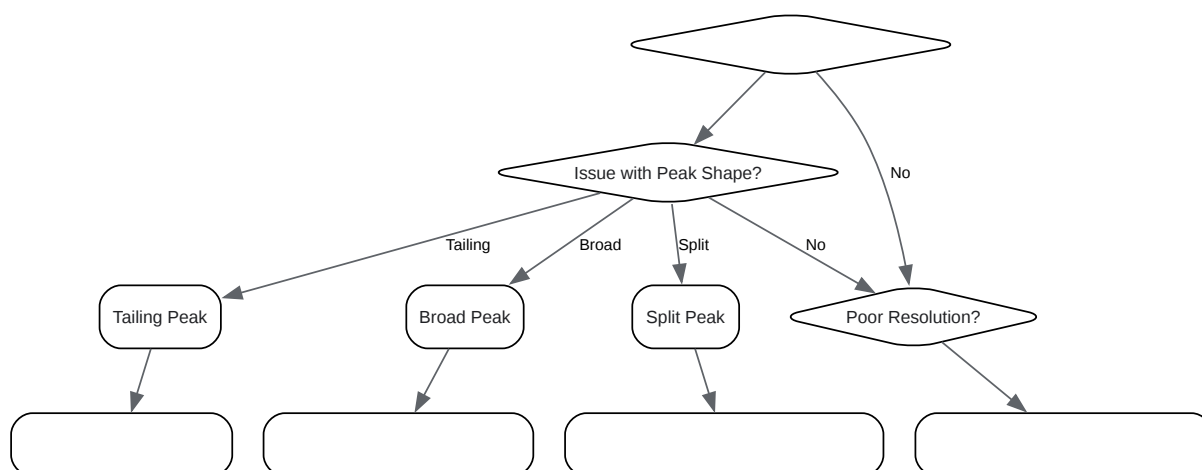 No
Issue with Peak Shape?
Tailing
Broad
Split
No
Tailing Peak
Broad Peak
Split Peak
Poor Resolution?